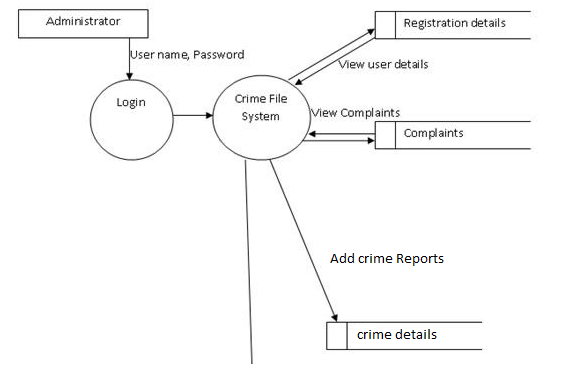 Administrator
Registration details
User name, Password
View user details
Login
Crime File
System
View Complaints
Complaints
Add crime Reports
crime details